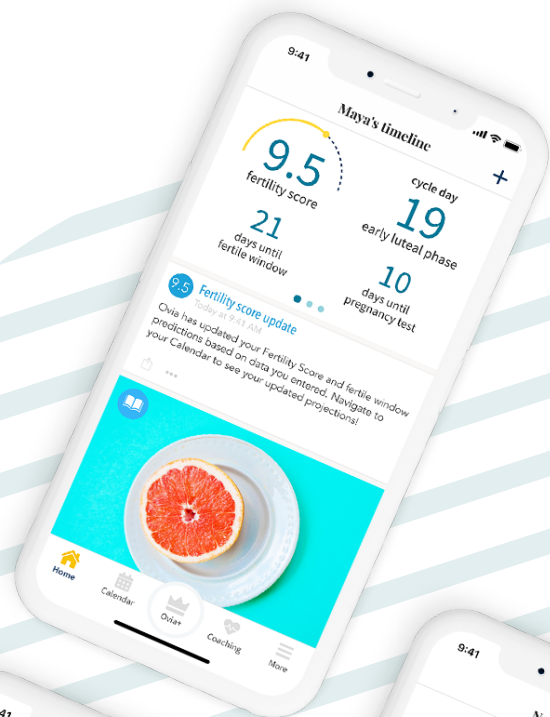 9:41
Maya's timeline
+
9.5
fertility score
cycle day
19
early luteal phase
21
days until
fertile window
10
days until
pregnancy test
9.5
Fertility score update
Today at 9:41 AM
Ovia has updated your Fertility Score and fertile window
predictions based on data you entered. Navigate to
your Calendar to see your updated projections!
Home
Calendar
Ovia+
Coaching
More
9:41